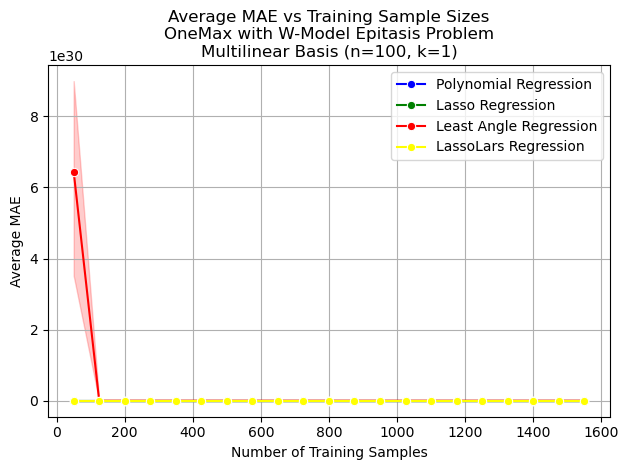 Average MAE vs Training Sample Sizes
OneMax with W-Model Epitasis Problem
Multilinear Basis (n=100, k=1)
1e30
Polynomial Regression
Lasso Regression
Least Angle Regression
LassoLars Regression
8
6
4
2
0
Average MAE
0 200 400 600 800 1000 1200 1400 1600
Number of Training Samples